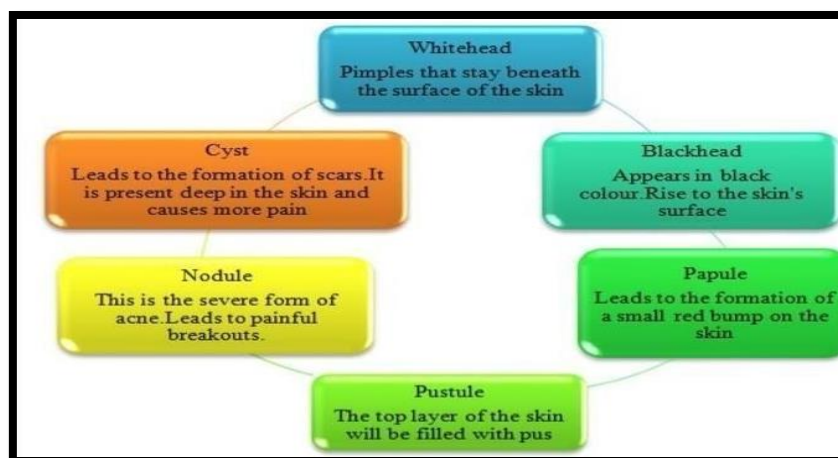 Whitehead
Pimples that stay beneath
the surface of the skin
Blackhead
Appears in black
colour.Rise to the skin's
surface
Papule
Leads to the formation of
a small red bump on the
skin
Pustule
The top layer of the skin
will be filled with pus
Nodule
This is the severe form of
acne.Leads to painful
breakouts.
Cyst
Leads to the formation of scars.It
is present deep in the skin and
causes more pain